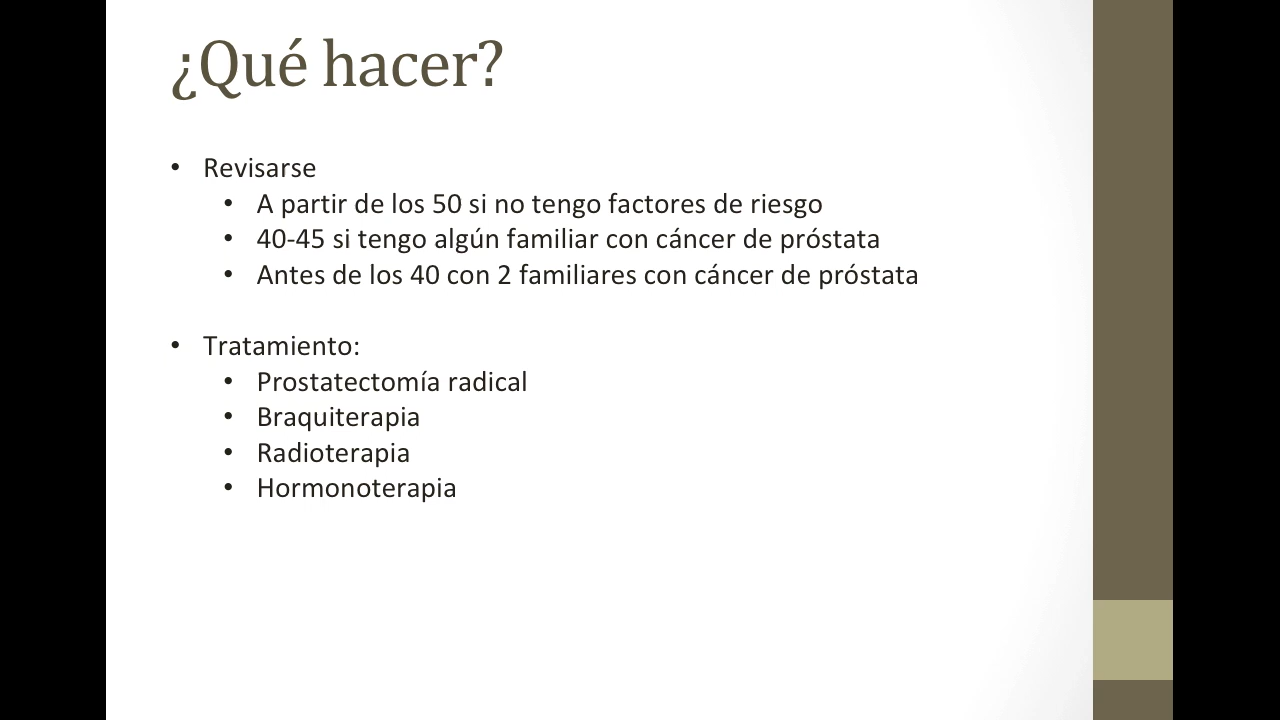 ¿Qué hacer?
• Revisarse
• A partir de los 50 si no tengo factores de riesgo
• 40-45 si tengo algún familiar con cáncer de próstata
• Antes de los 40 con 2 familiares con cáncer de próstata
• Tratamiento:
• Prostatectomía radical
• Braquiterapia
• Radioterapia
• Hormonoterapia